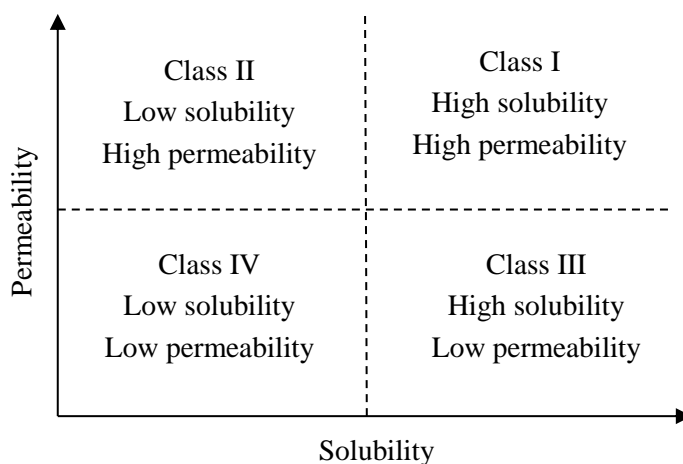 Class II
Low solubility
High permeability
Class I
High solubility
High permeability
Permeability
Class IV
Low solubility
Low permeability
Class III
High solubility
Low permeability
Solubility